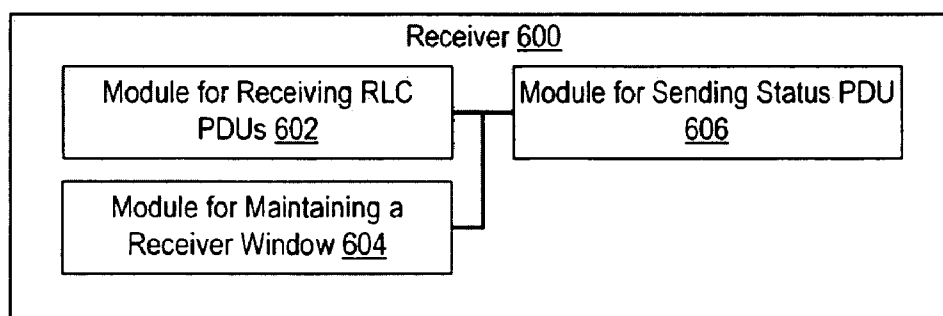 Receiver 600
Module for Receiving RLC
PDUs 602
Module for Sending Status PDU
606
Module for Maintaining a
Receiver Window 604